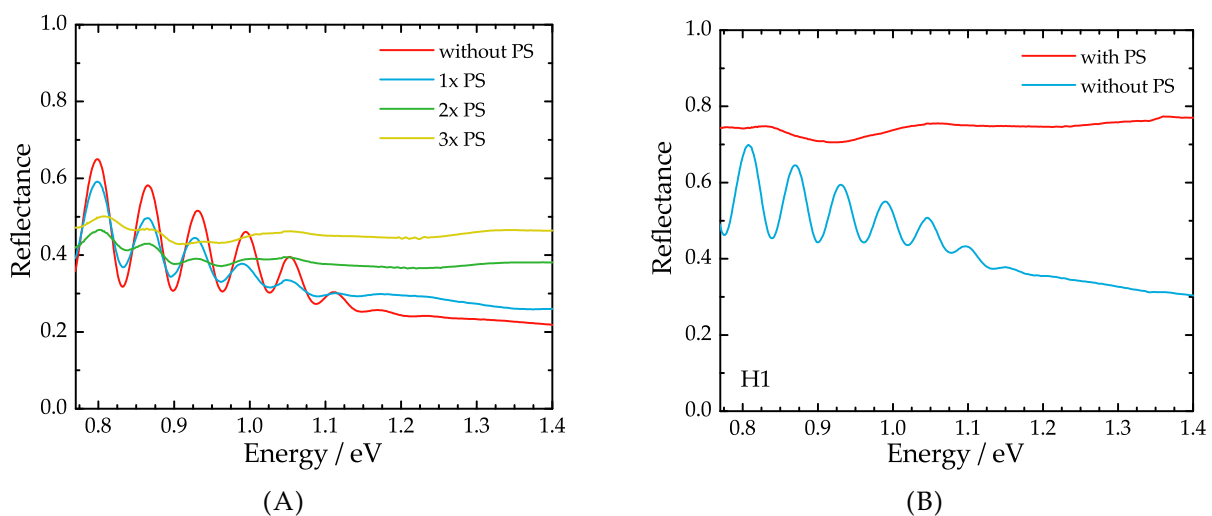 1.0
0.8
0.6
0.4
0.2
0.0
Reflectance
without PS
1x PS
2x PS
3x PS
0.8 0.9 1.0 1.1 1.2 1.3 1.4
Energy / eV
(A)
1.0
0.8
0.6
0.4
0.2
0.0
Reflectance
with PS
without PS
H1
0.8 0.9 1.0 1.1 1.2 1.3 1.4
Energy / eV
(B)